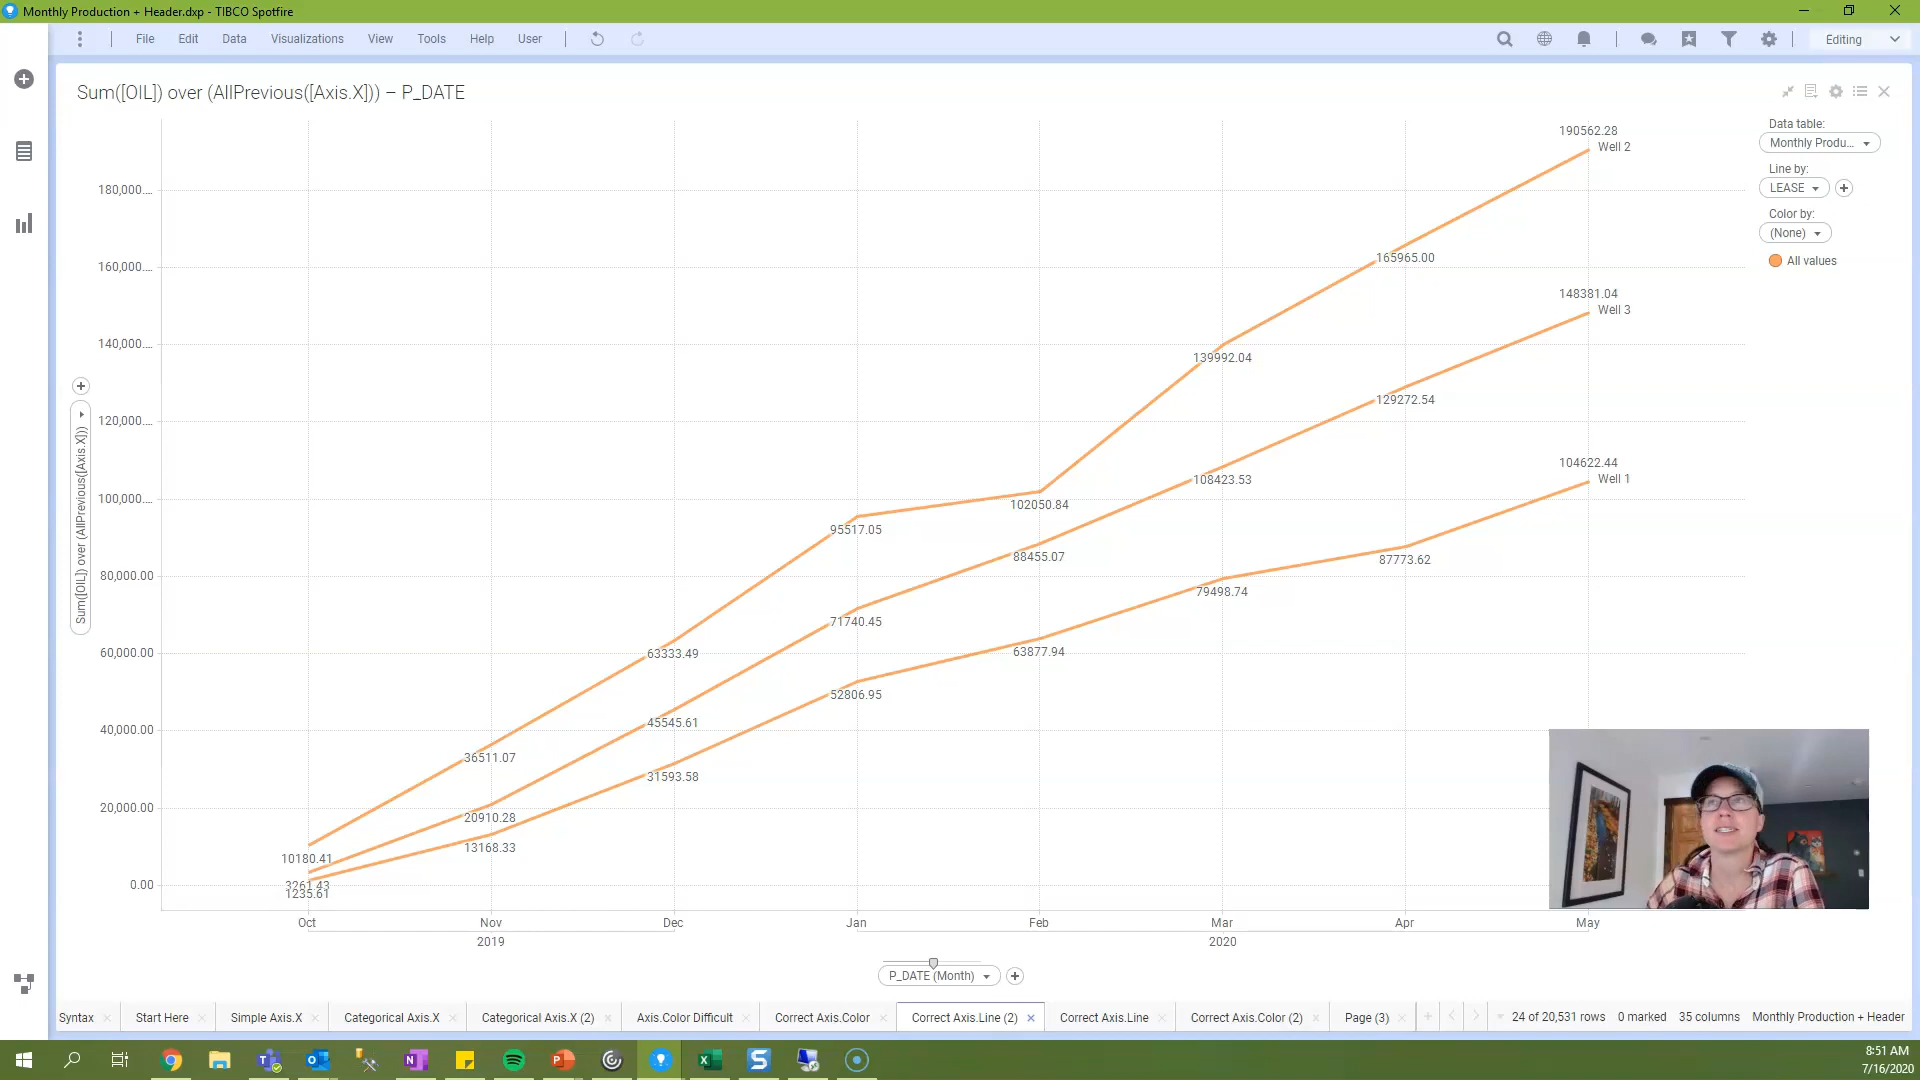 Monthly Production + Header.dxp - TIBCO Spotfire
File Edit Data Visualizations View Tools Help User
Editing
Sum([OIL]) over (AllPrevious([Axis.X])) – P_DATE
Data table:
Monthly Produ...
Line by:
LEASE
Color by:
(None)
All values
Sum([OIL]) over (AllPrevious([Axis.X]))
180,000....
160,000....
140,000....
120,000....
100,000....
80,000.00
60,000.00
40,000.00
20,000.00
0.00
190562.28
Well 2
165965.00
148381.04
Well 3
139992.04
129272.54
104622.44
Well 1
108423.53
102050.84
95517.05
88455.07
87773.62
79498.74
71740.45
63333.49
63877.94
52806.95
45545.61
36511.07
31593.58
20910.28
13168.33
10180.41
3261.43
1235.61
Oct Nov Dec Jan Feb Mar Apr May
2019 2020
P_DATE (Month)
Syntax Start Here Simple Axis.X Categorical Axis.X Categorical Axis.X (2) Axis.Color Difficult Correct Axis.Color Correct Axis.Line (2) Correct Axis.Line Correct Axis.Color (2) Page (3) 24 of 20,531 rows 0 marked 35 columns Monthly Production + Header
8:51 AM
7/16/2020